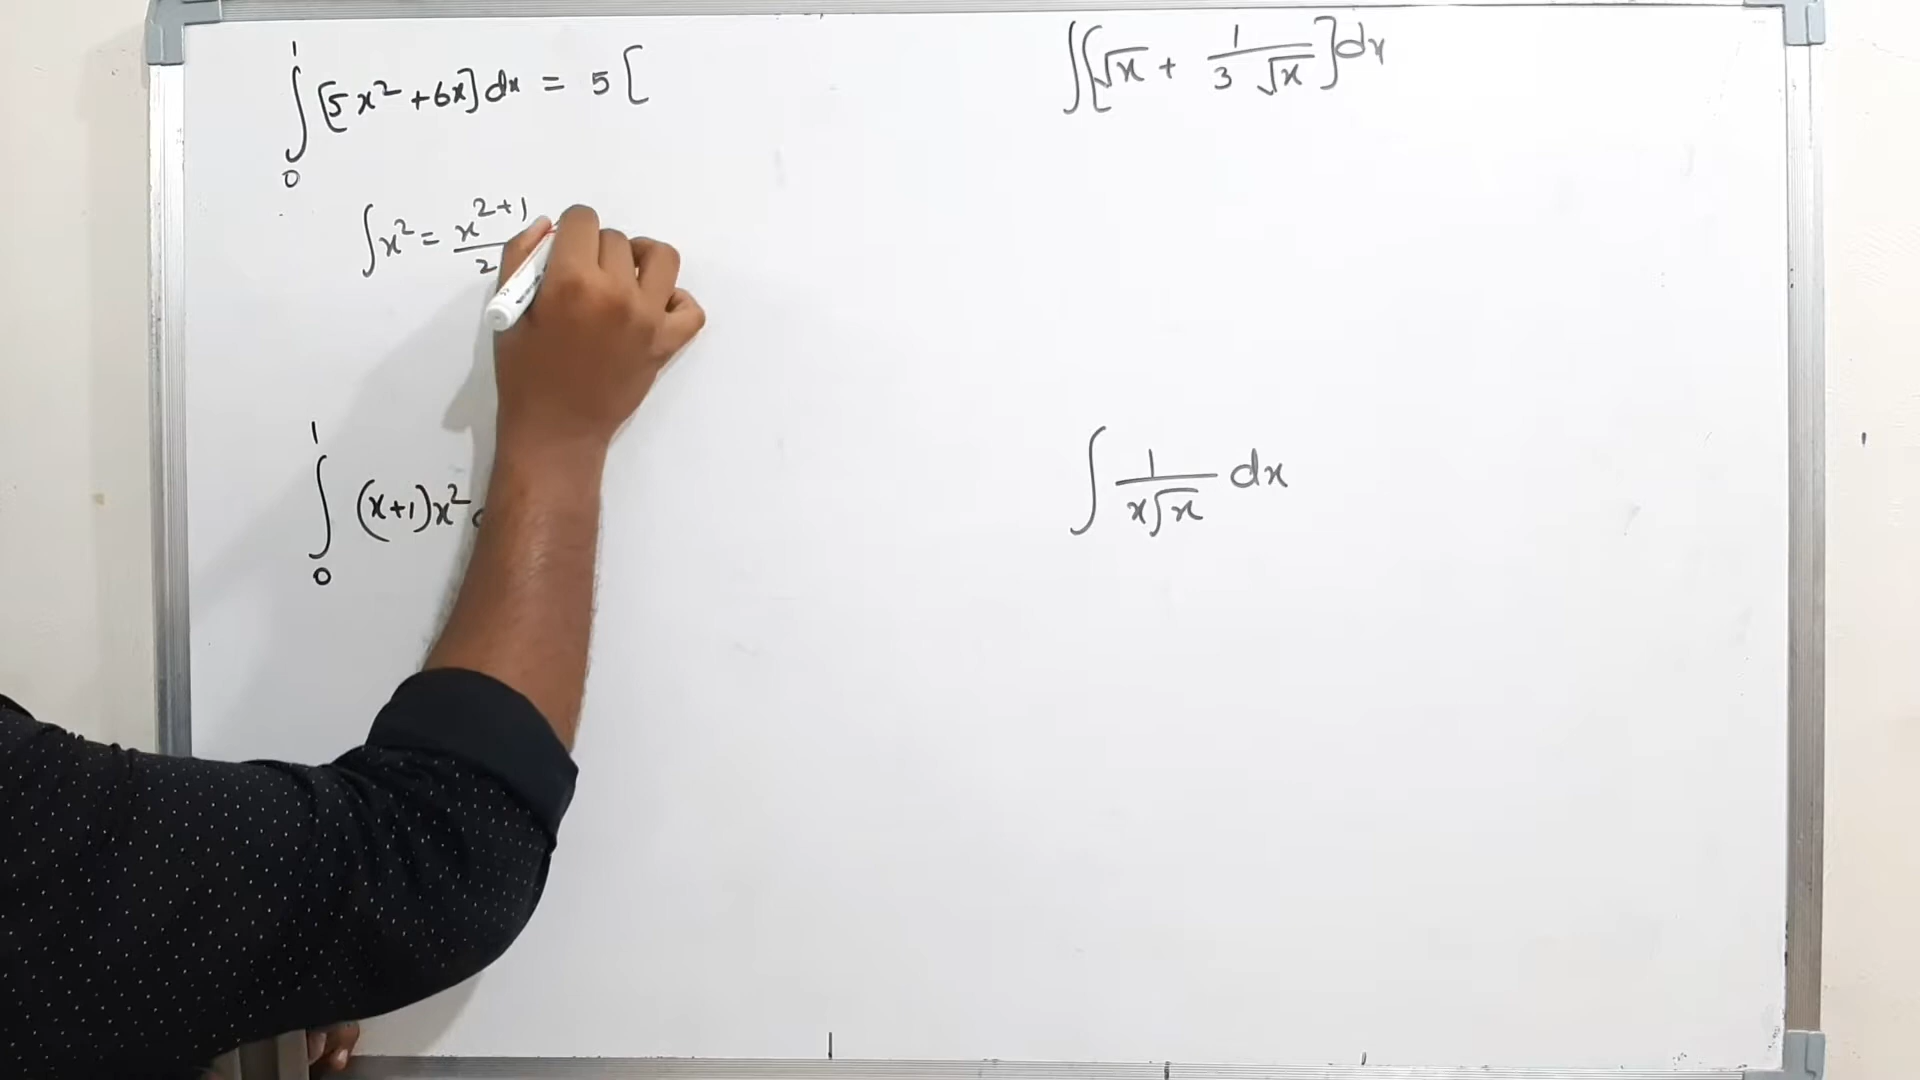 ∫₀¹ [5x² + 6x] dx = 5 [
∫x² = x^(2+1) / 2
∫₀¹ (x+1)x²
∫[√x + 1/(3 √x)] dx
∫ 1/(x√x) dx